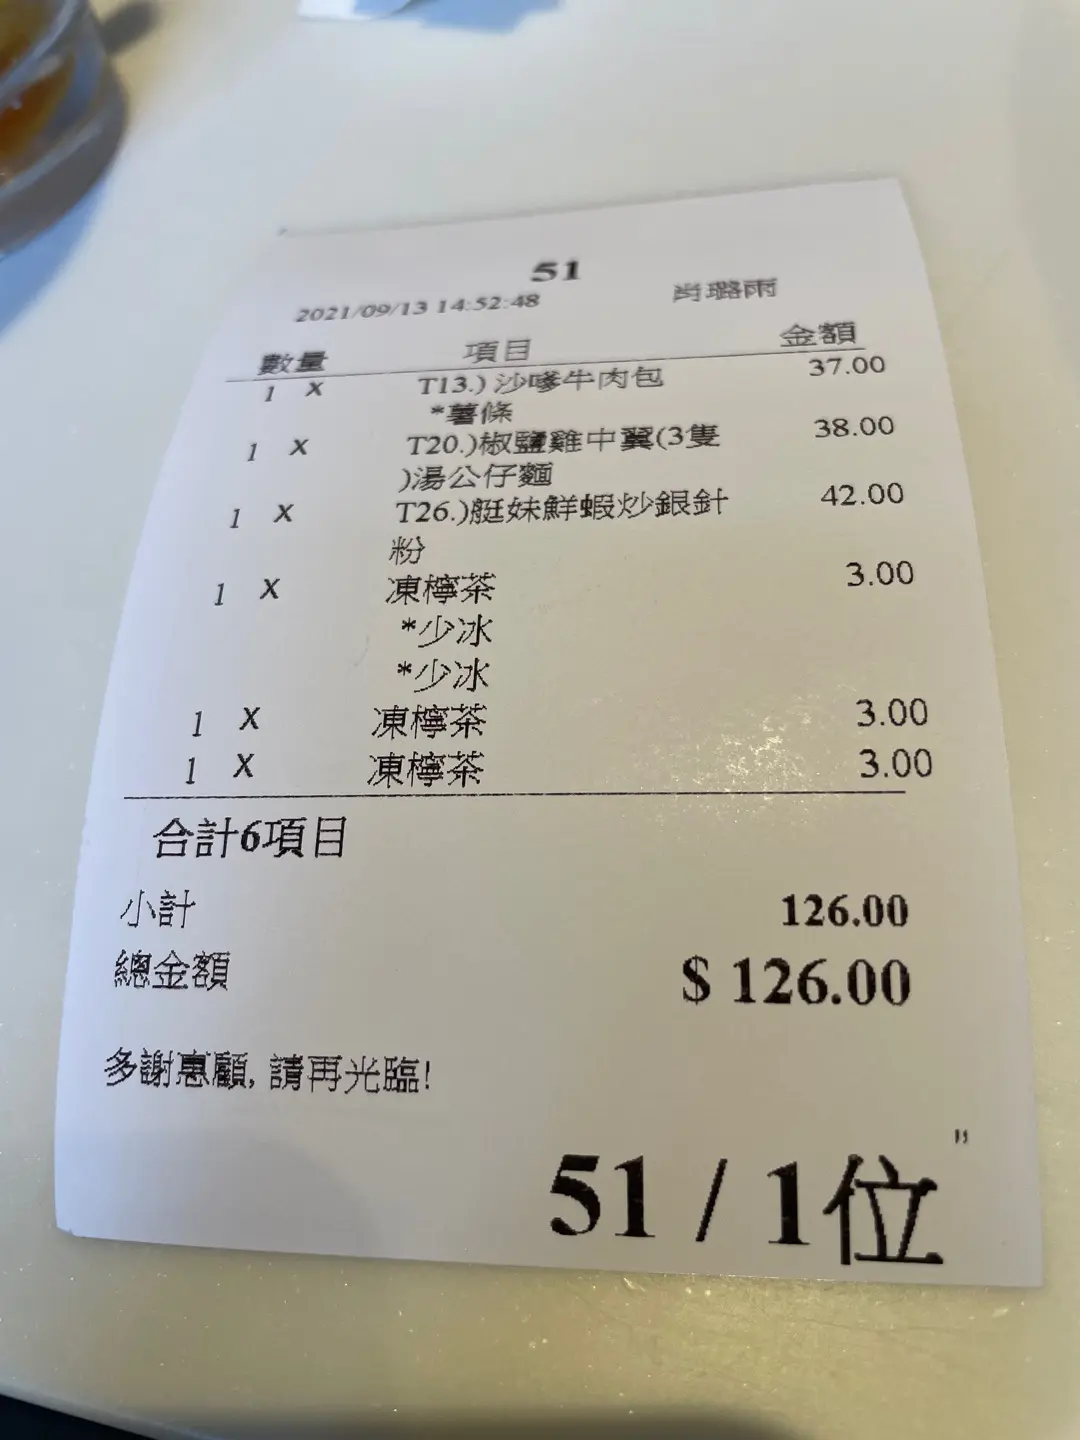 51
2021/09/13 14:52:48 尚璐雨
數量 項目 金額
1 X T13.) 沙嗲牛肉包 37.00
*薯條
1 X T20.)椒鹽雞中翼(3隻 38.00
)湯公仔麵
1 X T26.)艇妹鮮蝦炒銀針 42.00
粉
1 X 凍檸茶 3.00
*少冰
*少冰
1 X 凍檸茶 3.00
1 X 凍檸茶 3.00
合計6項目
小計 126.00
總金額 $ 126.00
多謝惠顧, 請再光臨!
"
51 / 1位